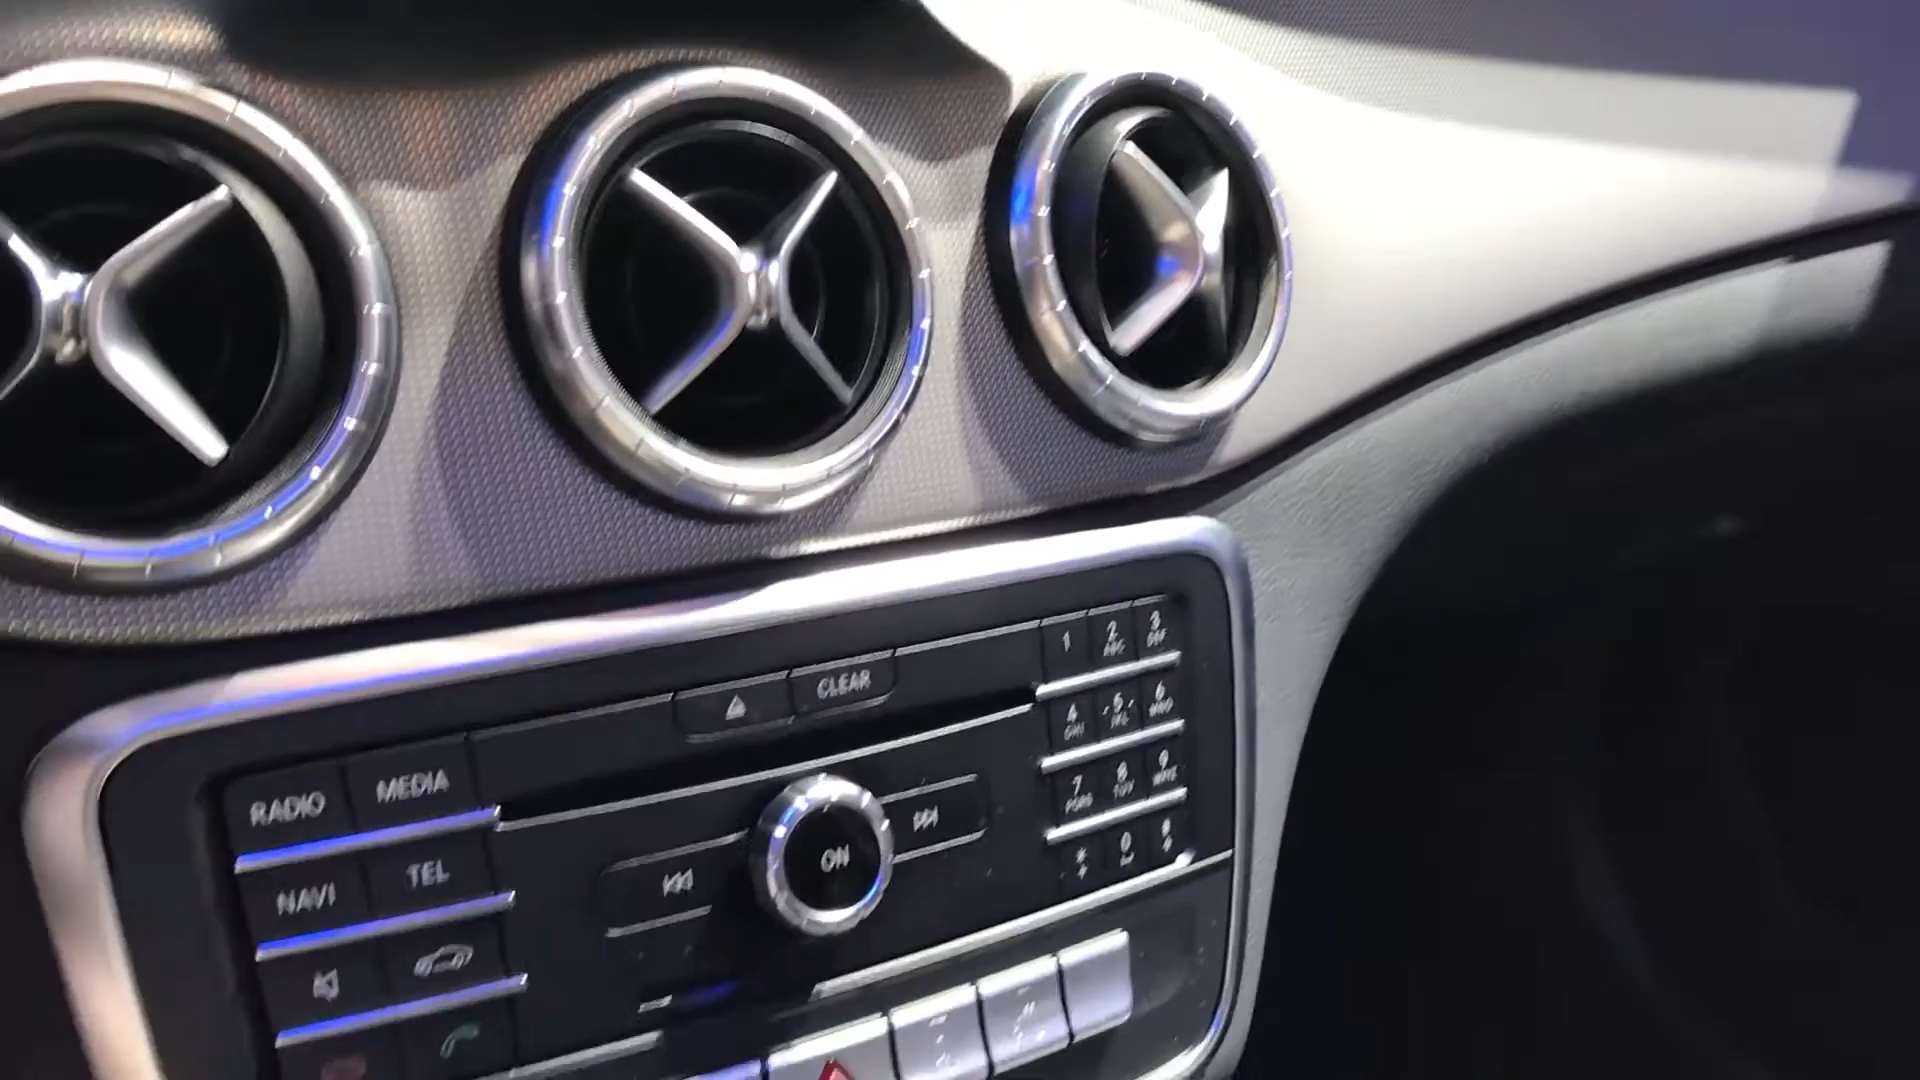 CLEAR
RADIO
MEDIA
NAVI
TEL
ON
1
2 ABC
3 DEF
4 GHI
5 JKL
6 MNO
7 PQRS
8 TUV
9 WXYZ
*
0
#